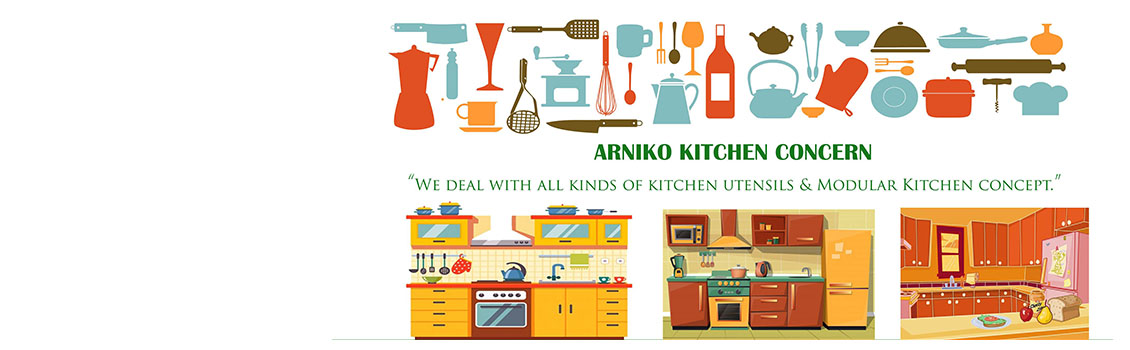 ARNIKO KITCHEN CONCERN
“We deal with all kinds of kitchen utensils & Modular Kitchen concept.”